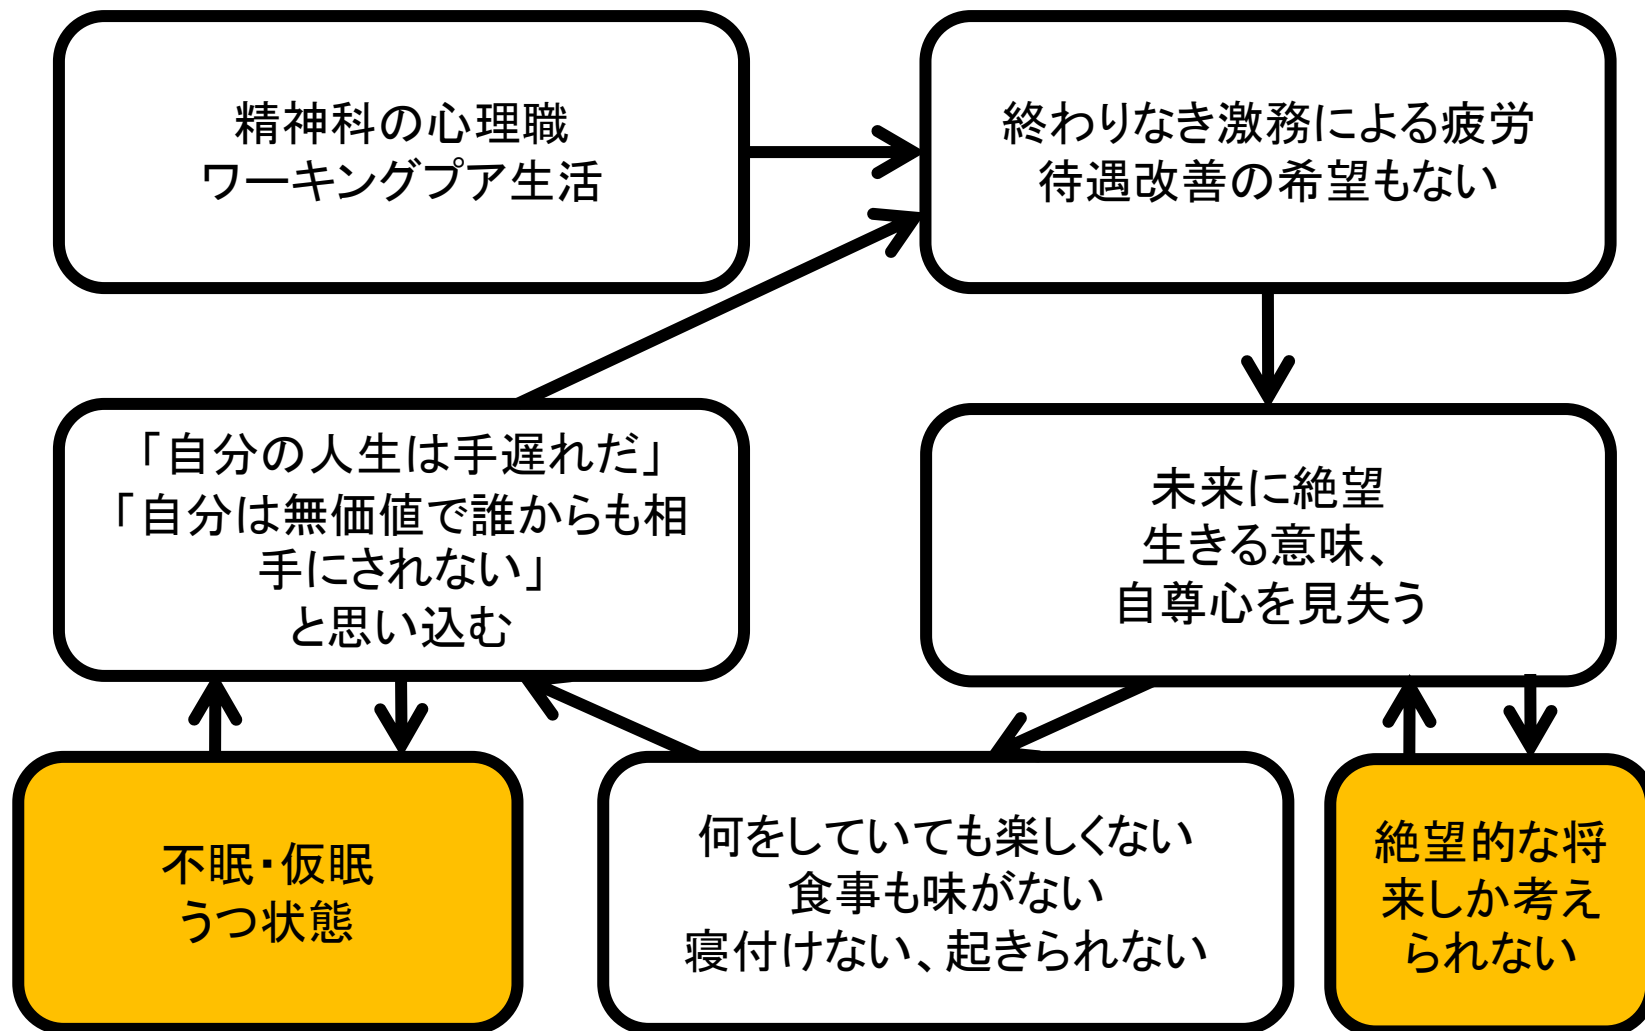 精神科の心理職
ワーキングプア生活
終わりなき激務による疲労
待遇改善の希望もない
「自分の人生は手遅れだ」
「自分は無価値で誰からも相
手にされない」
と思い込む
未来に絶望
生きる意味、
自尊心を見失う
不眠・仮眠
うつ状態
何をしていても楽しくない
食事も味がない
寝付けない、起きられない
絶望的な将
来しか考え
られない